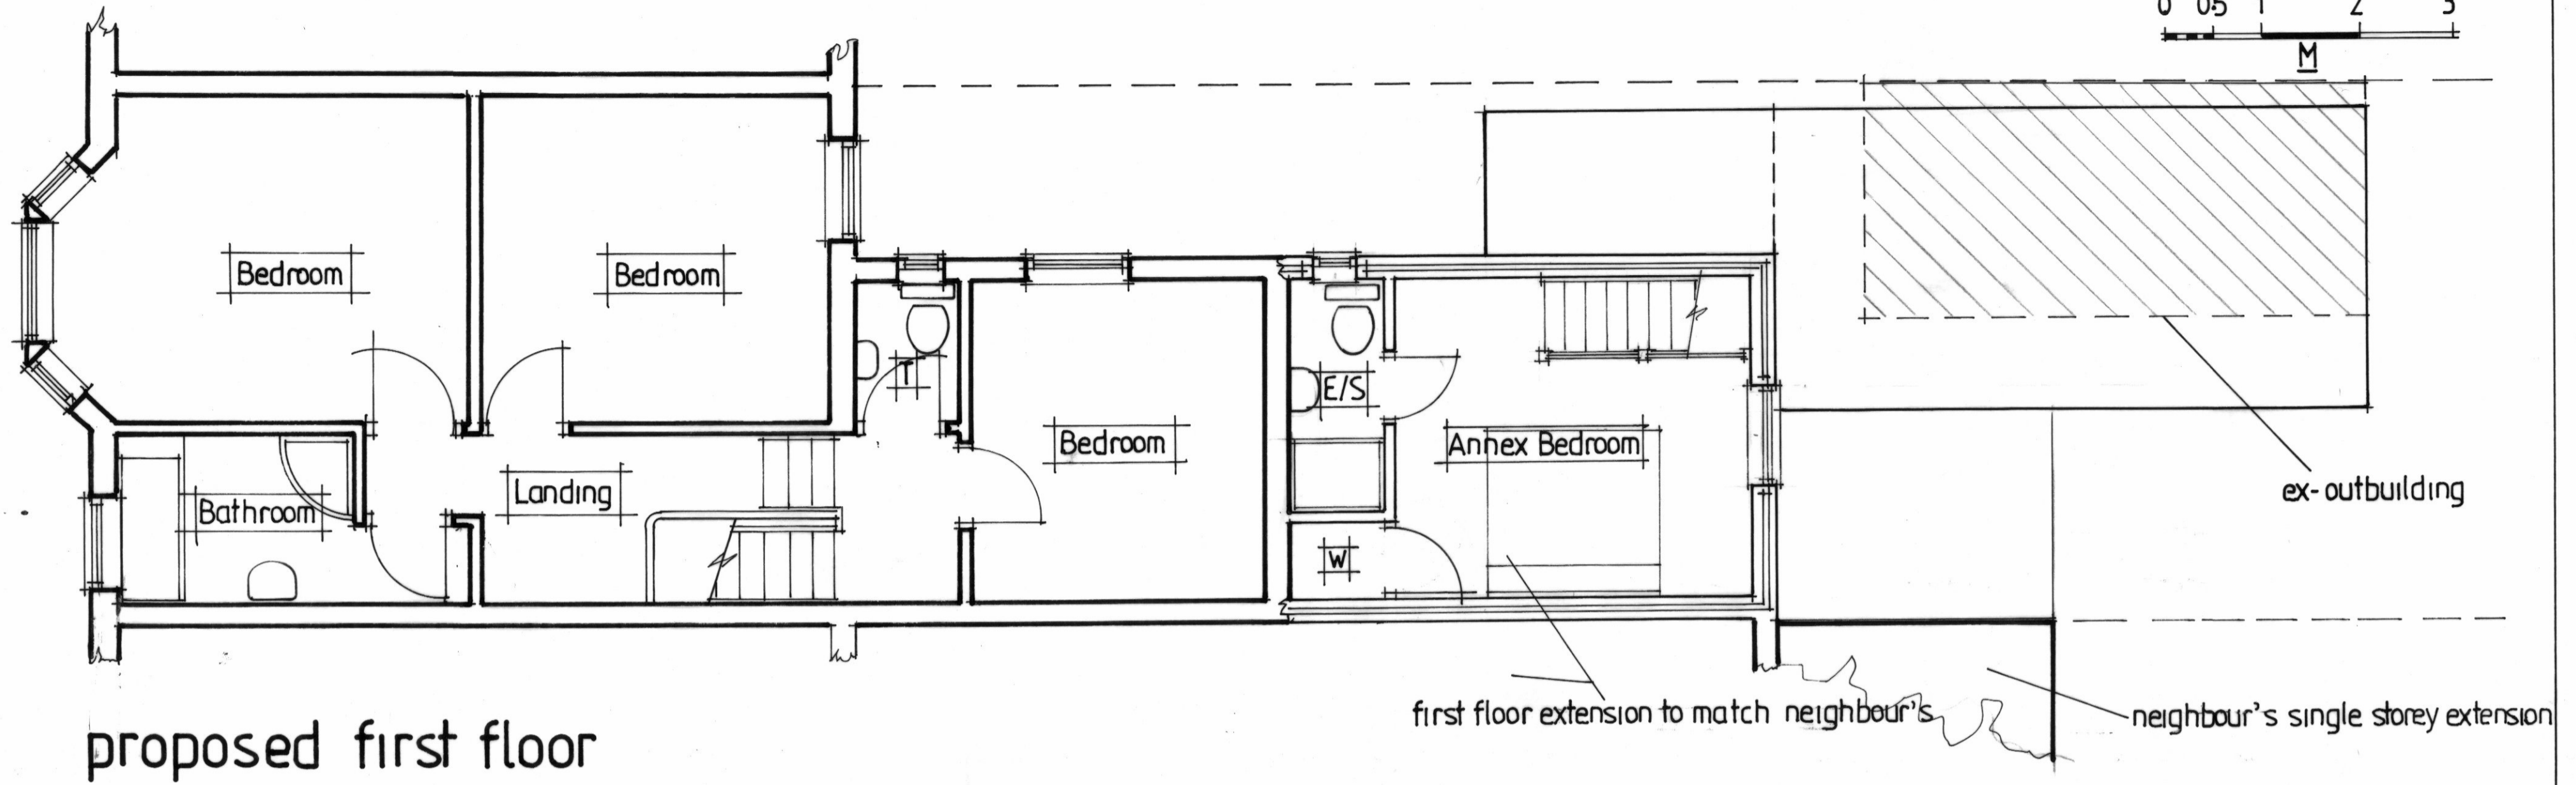 0 0.5 1 2 3
M
Bedroom
Bedroom
T
E/S
Bedroom
Annex Bedroom
Landing
Bathroom
W
ex-outbuilding
first floor extension to match neighbour's
neighbour's single storey extension
proposed first floor